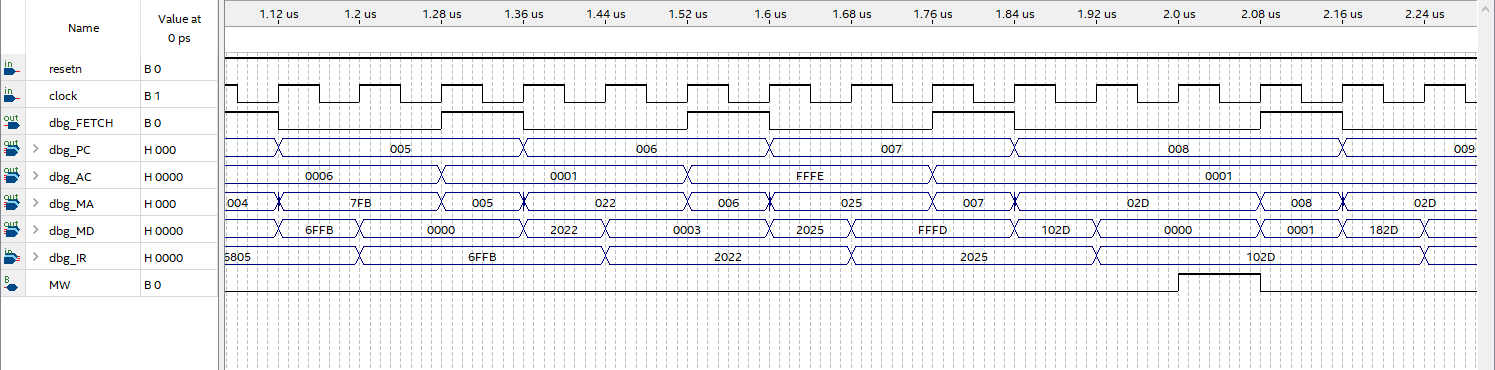 Name Value at 0 ps 1.12 us 1.2 us 1.28 us 1.36 us 1.44 us 1.52 us 1.6 us 1.68 us 1.76 us 1.84 us 1.92 us 2.0 us 2.08 us 2.16 us 2.24 us
in resetn B 0
in clock B 1
out dbg_FETCH B 0
out dbg_PC H 000 005 006 007 008 009
out dbg_AC H 0000 0006 0001 FFFE 0001
out dbg_MA H 000 004 7FB 005 022 006 025 007 02D 008 02D
out dbg_MD H 0000 6FFB 0000 2022 0003 2025 FFFD 102D 0000 0001 182D
in dbg_IR H 0000 6805 6FFB 2022 2025 102D
B MW B 0